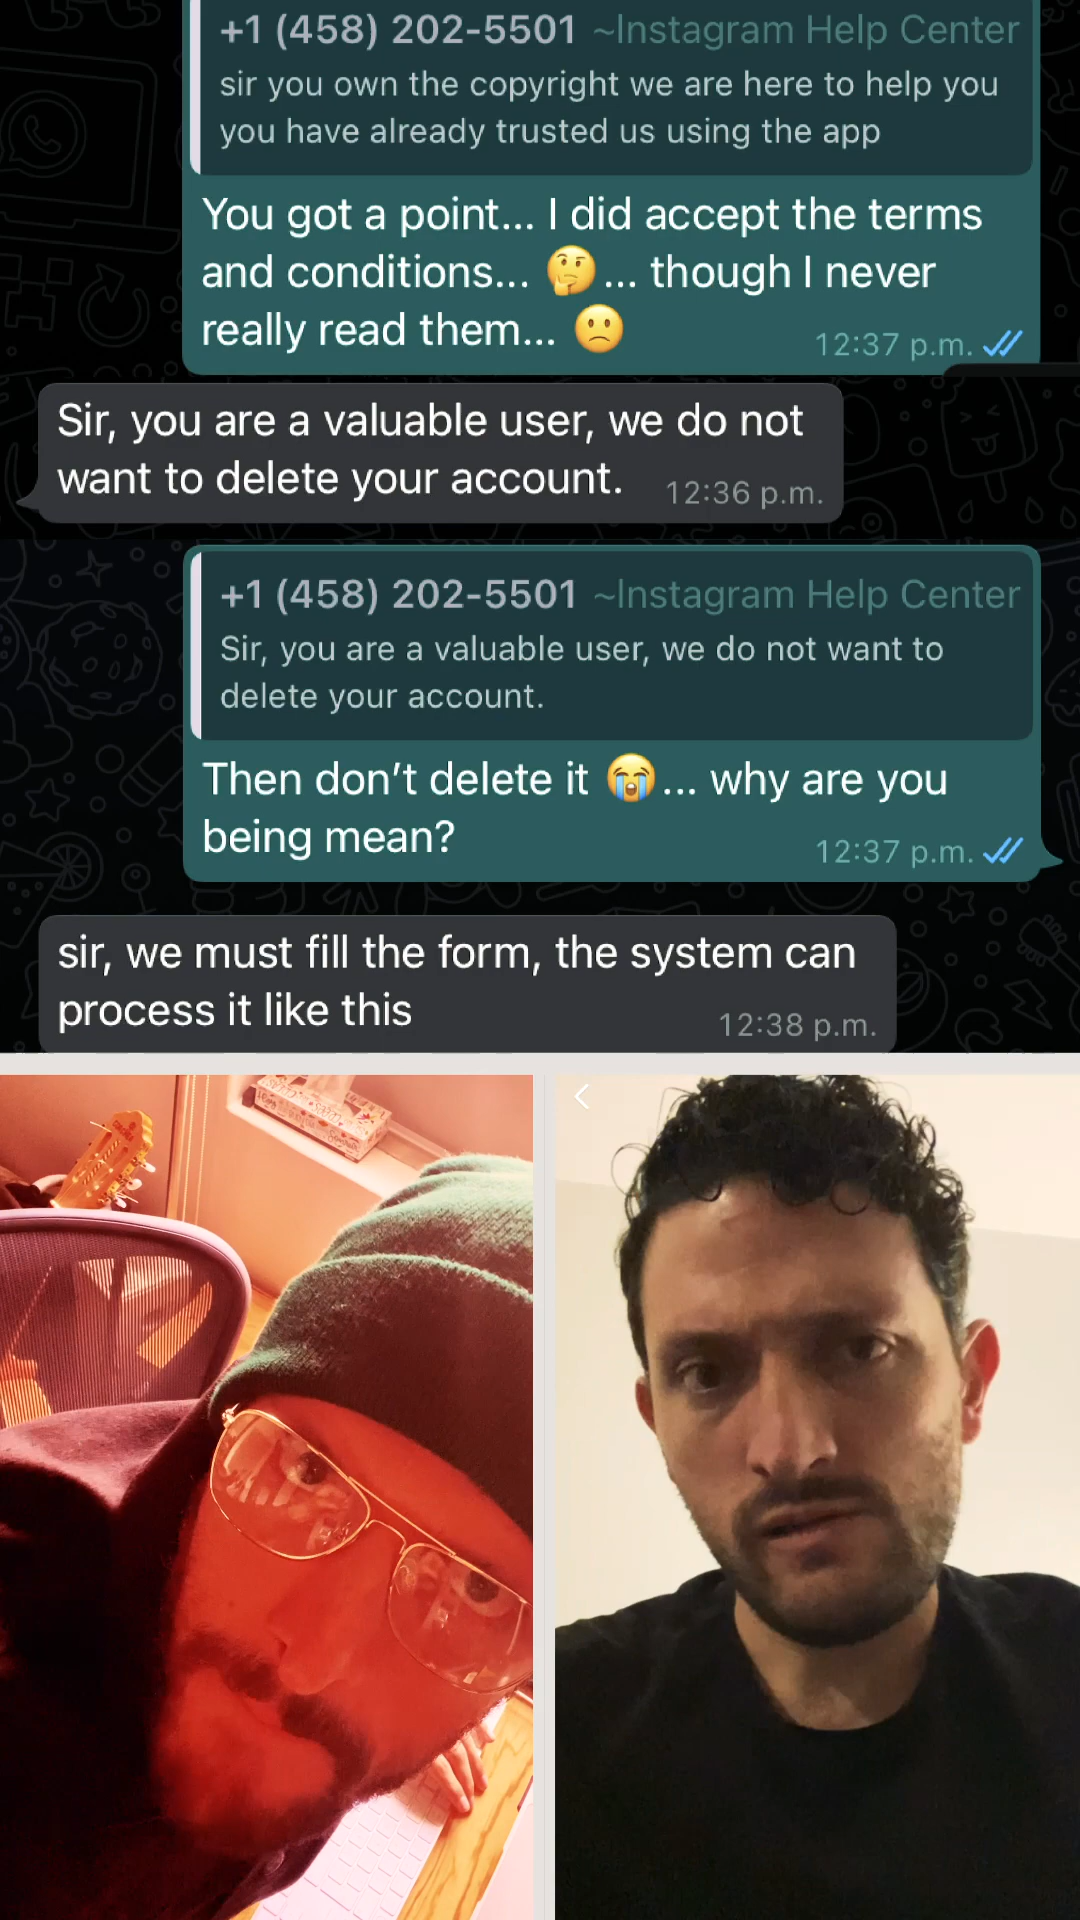 +1 (458) 202-5501 ~Instagram Help Center
sir you own the copyright we are here to help you
you have already trusted us using the app
You got a point... I did accept the terms
and conditions... 🤔... though I never
really read them... 🙁
12:37 p.m.
Sir, you are a valuable user, we do not
want to delete your account.
12:36 p.m.
+1 (458) 202-5501 ~Instagram Help Center
Sir, you are a valuable user, we do not want to
delete your account.
Then don’t delete it 😭... why are you
being mean?
12:37 p.m.
sir, we must fill the form, the system can
process it like this
12:38 p.m.